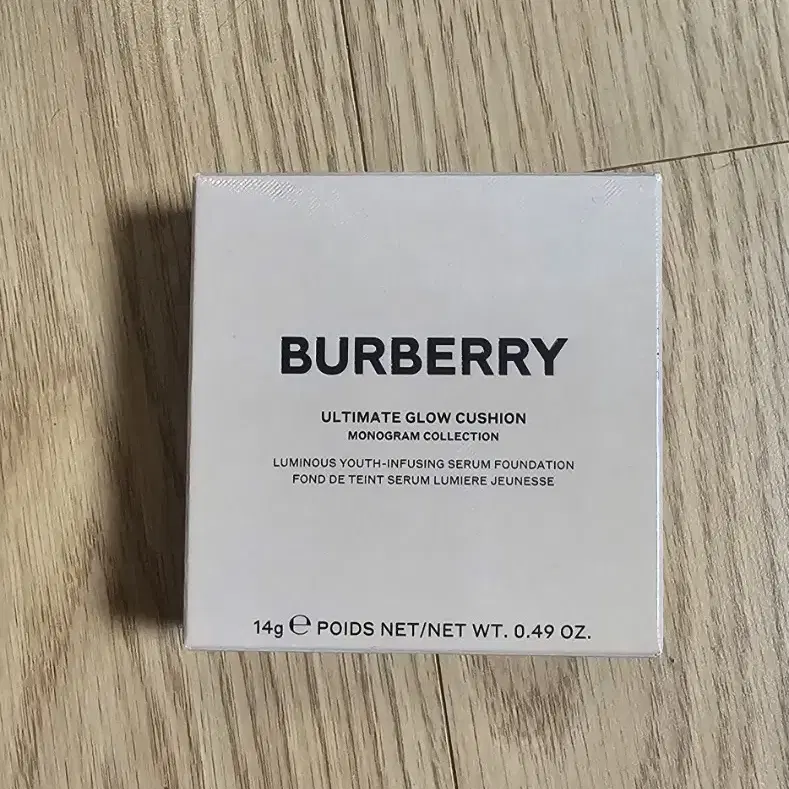 BURBERRY
ULTIMATE GLOW CUSHION
MONOGRAM COLLECTION
LUMINOUS YOUTH-INFUSING SERUM FOUNDATION
FOND DE TEINT SERUM LUMIERE JEUNESSE
14g ℮ POIDS NET/NET WT. 0.49 OZ.